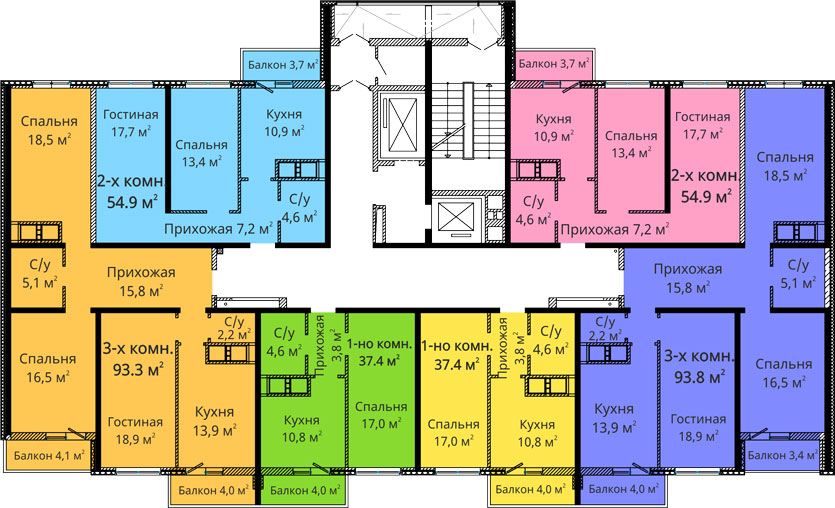 Балкон 3,7 м²
Балкон 3,7 м²
Спальня
18,5 м²
Гостиная
17,7 м²
Спальня
13,4 м²
Кухня
10,9 м²
2-х комн.
54.9 м²
С/у
4,6 м²
Прихожая 7,2 м²
Кухня
10,9 м²
Спальня
13,4 м²
Гостиная
17,7 м²
2-х комн.
54.9 м²
С/у
4,6 м²
Прихожая 7,2 м²
Спальня
18,5 м²
С/у
5,1 м²
Прихожая
15,8 м²
Прихожая
15,8 м²
С/у
5,1 м²
Спальня
16,5 м²
3-х комн.
93.3 м²
С/у
2,2 м²
Гостиная
18,9 м²
Кухня
13,9 м²
Балкон 4,1 м²
Балкон 4,0 м²
С/у
4,6 м²
Прихожая
3,8 м²
1-но комн.
37.4 м²
Кухня
10,8 м²
Спальня
17,0 м²
Балкон 4,0 м²
1-но комн.
37.4 м²
Прихожая
3,8 м²
С/у
4,6 м²
Спальня
17,0 м²
Кухня
10,8 м²
Балкон 4,0 м²
С/у
2,2 м²
3-х комн.
93.8 м²
Спальня
16,5 м²
Кухня
13,9 м²
Гостиная
18,9 м²
Балкон 4,0 м²
Балкон 3,4 м²